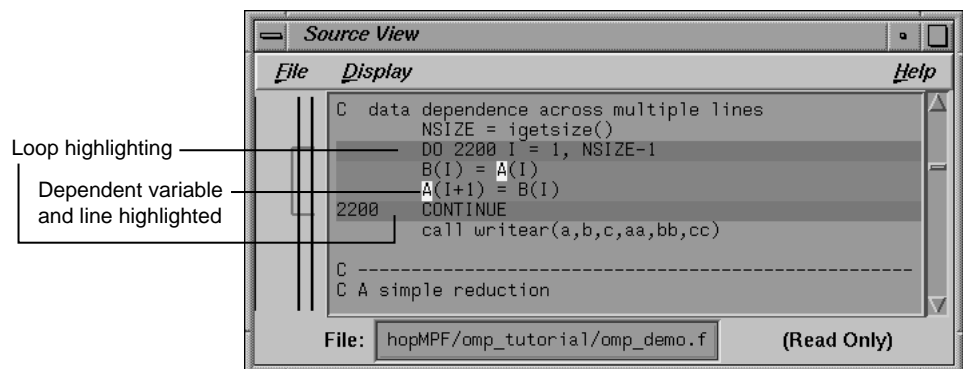 Source View
File Display Help
C  data dependence across multiple lines
NSIZE = igetsize()
DO 2200 I = 1, NSIZE-1
B(I) = A(I)
A(I+1) = B(I)
2200 CONTINUE
call writear(a,b,c,aa,bb,cc)
C ----------------------------------------------------
C A simple reduction
File: hopMPF/omp_tutorial/omp_demo.f (Read Only)
Loop highlighting
Dependent variable
and line highlighted